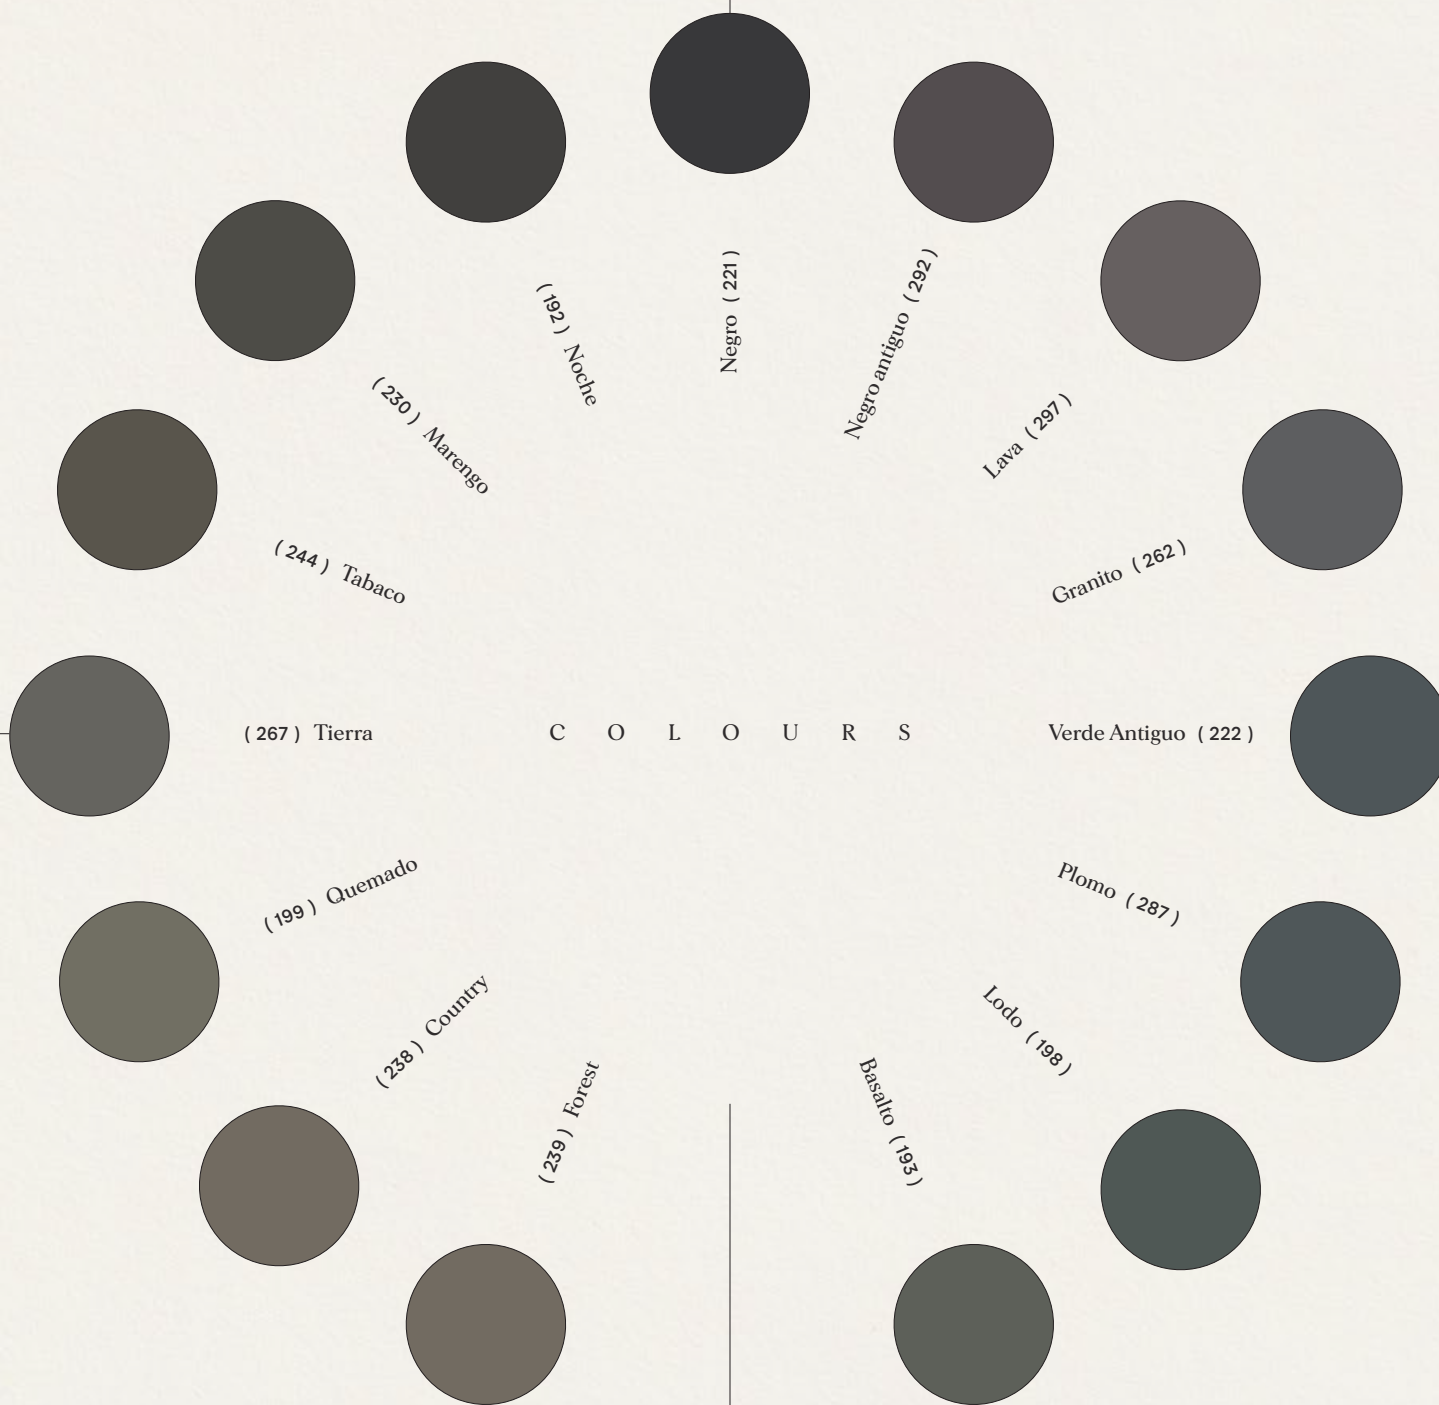 Negro ( 221 )
Negro antiguo ( 292 )
Lava ( 297 )
Granito ( 262 )
Verde Antiguo ( 222 )
Plomo ( 287 )
Lodo ( 198 )
Basalto ( 193 )
( 239 ) Forest
( 238 ) Country
( 199 ) Quemado
( 267 ) Tierra
( 244 ) Tabaco
( 230 ) Marengo
( 192 ) Noche
C O L O U R S